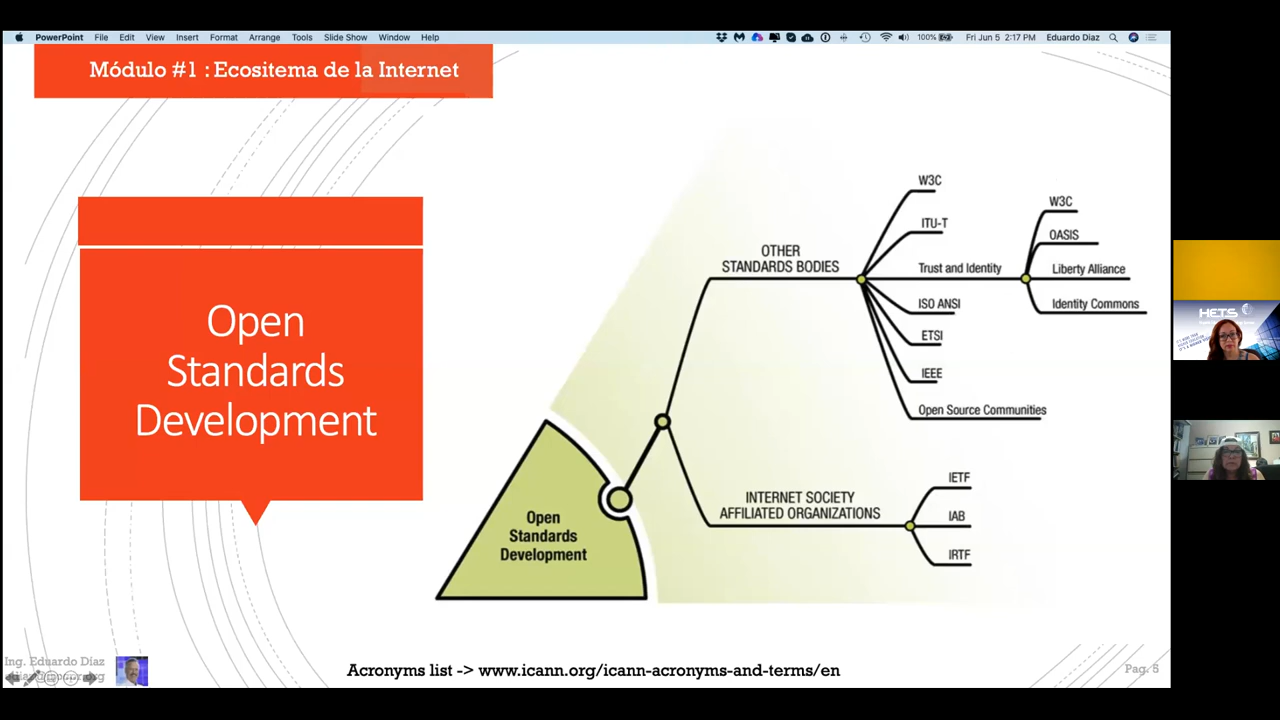 PowerPoint File Edit View Insert Format Arrange Tools Slide Show Window Help
100% Fri Jun 5 2:17 PM Eduardo Diaz
Módulo #1 : Ecositema de la Internet
Open
Standards
Development
W3C
ITU-T
OTHER
STANDARDS BODIES
Trust and Identity
ISO ANSI
ETSI
IEEE
Open Source Communities
W3C
OASIS
Liberty Alliance
Identity Commons
INTERNET SOCIETY
AFFILIATED ORGANIZATIONS
IETF
IAB
IRTF
Open
Standards
Development
Ing. Eduardo Díaz
Acronyms list -> www.icann.org/icann-acronyms-and-terms/en
Pag. 5
HETS